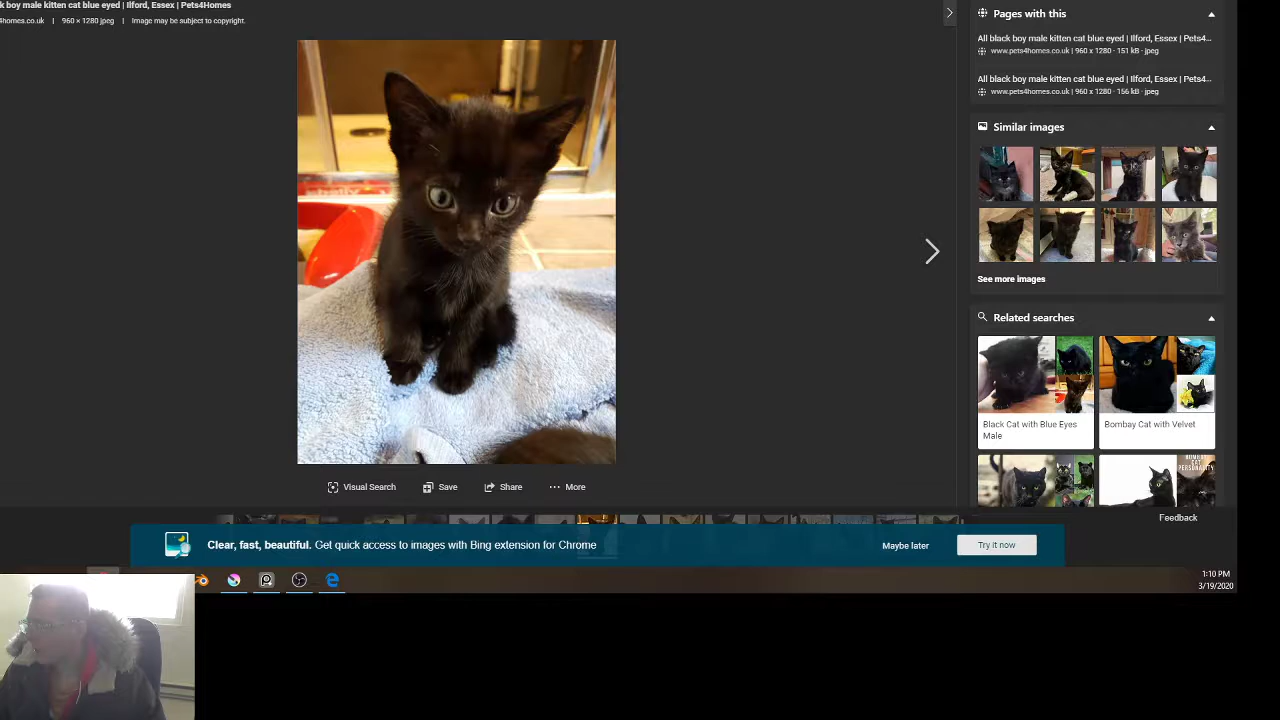 k boy male kitten cat blue eyed | Ilford, Essex | Pets4Homes
4homes.co.uk | 960 × 1280 jpeg | Image may be subject to copyright.
Pages with this
All black boy male kitten cat blue eyed | Ilford, Essex | Pets4...
www.pets4homes.co.uk | 960 x 1280 · 151 kB · jpeg
All black boy male kitten cat blue eyed | Ilford, Essex | Pets4...
www.pets4homes.co.uk | 960 x 1280 · 156 kB · jpeg
Similar images
See more images
Related searches
Black Cat with Blue Eyes
Male
Bombay Cat with Velvet
BOMBAY
CAT
PERSONALITY
Visual Search
Save
Share
More
Feedback
Clear, fast, beautiful. Get quick access to images with Bing extension for Chrome
Maybe later
Try it now
1:10 PM
3/19/2020